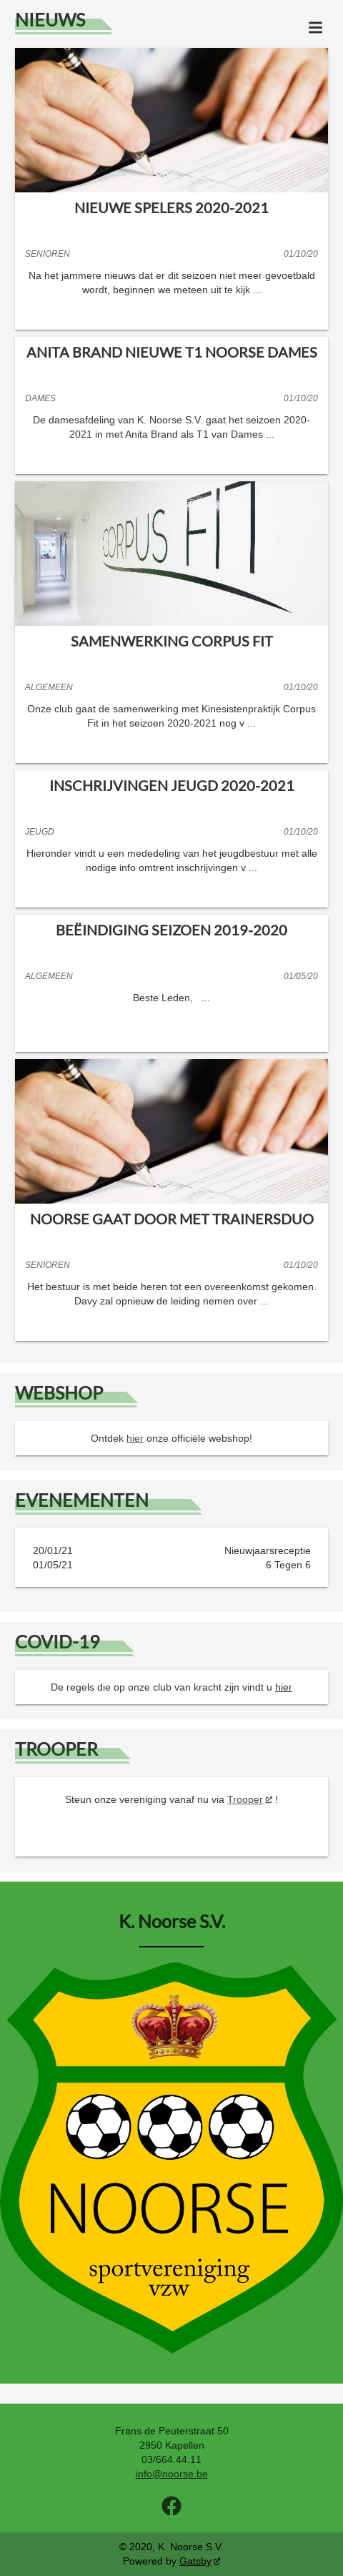 NIEUWS
NIEUWE SPELERS 2020-2021
SENIOREN 01/10/20
Na het jammere nieuws dat er dit seizoen niet meer gevoetbald
wordt, beginnen we meteen uit te kijk ...
ANITA BRAND NIEUWE T1 NOORSE DAMES
DAMES 01/10/20
De damesafdeling van K. Noorse S.V. gaat het seizoen 2020-
2021 in met Anita Brand als T1 van Dames ...
CORPUS FIT
SAMENWERKING CORPUS FIT
ALGEMEEN 01/10/20
Onze club gaat de samenwerking met Kinesistenpraktijk Corpus
Fit in het seizoen 2020-2021 nog v ...
INSCHRIJVINGEN JEUGD 2020-2021
JEUGD 01/10/20
Hieronder vindt u een mededeling van het jeugdbestuur met alle
nodige info omtrent inschrijvingen v ...
BEËINDIGING SEIZOEN 2019-2020
ALGEMEEN 01/05/20
Beste Leden, ...
NOORSE GAAT DOOR MET TRAINERSDUO
SENIOREN 01/10/20
Het bestuur is met beide heren tot een overeenkomst gekomen.
Davy zal opnieuw de leiding nemen over ...
WEBSHOP
Ontdek hier onze officiële webshop!
EVENEMENTEN
20/01/21 Nieuwjaarsreceptie
01/05/21 6 Tegen 6
COVID-19
De regels die op onze club van kracht zijn vindt u hier
TROOPER
Steun onze vereniging vanaf nu via Trooper !
K. Noorse S.V.
NOORSE
sportvereniging
vzw
Frans de Peuterstraat 50
2950 Kapellen
03/664.44.11
info@noorse.be
© 2020, K. Noorse S.V.
Powered by Gatsby